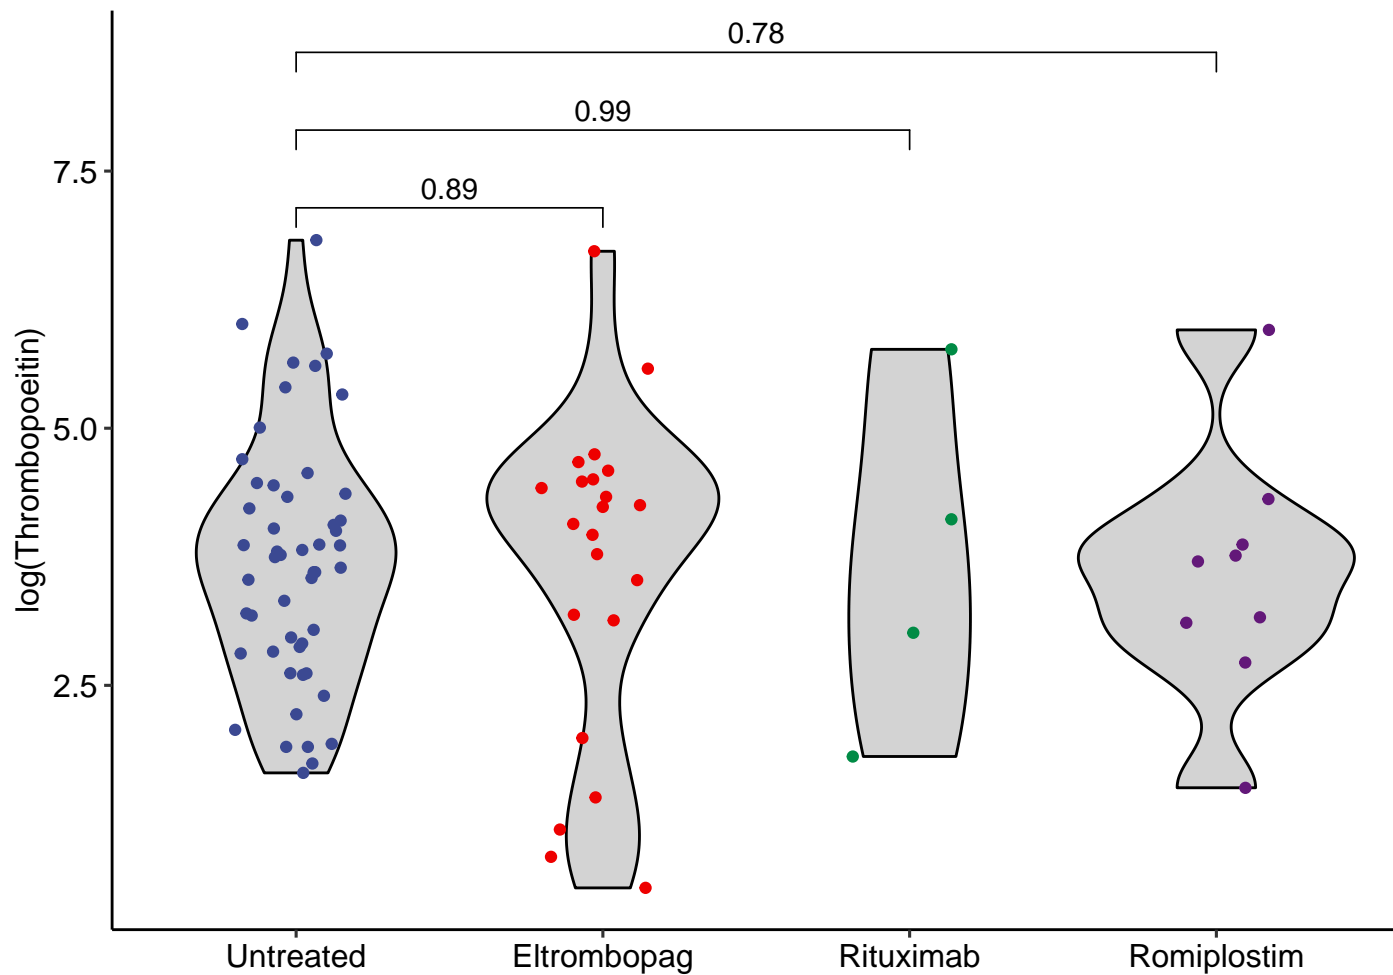 0.78
0.99
7.5
0.89
5.0
log(Thrombopoeitin)
2.5
Untreated
Eltrombopag
Rituximab
Romiplostim